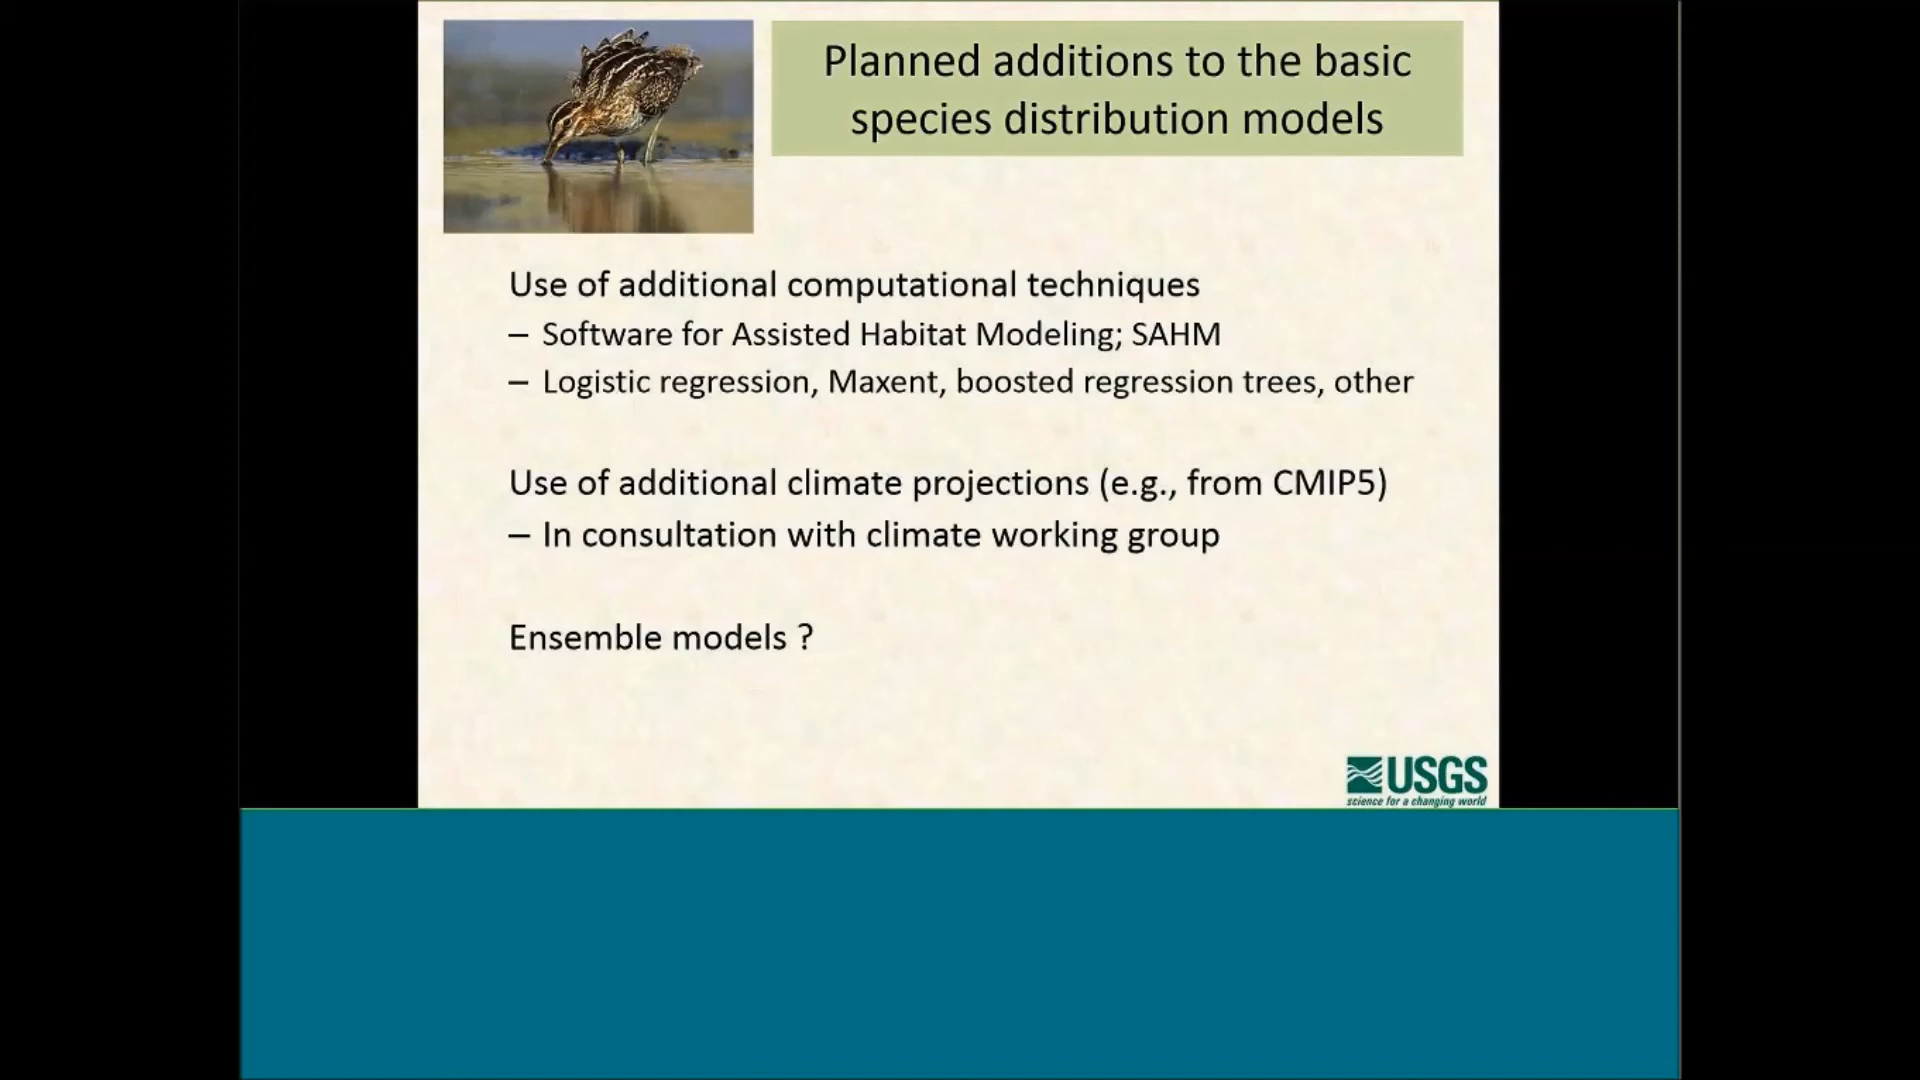 Planned additions to the basic
species distribution models
Use of additional computational techniques
– Software for Assisted Habitat Modeling; SAHM
– Logistic regression, Maxent, boosted regression trees, other
Use of additional climate projections (e.g., from CMIP5)
– In consultation with climate working group
Ensemble models ?
USGS
science for a changing world